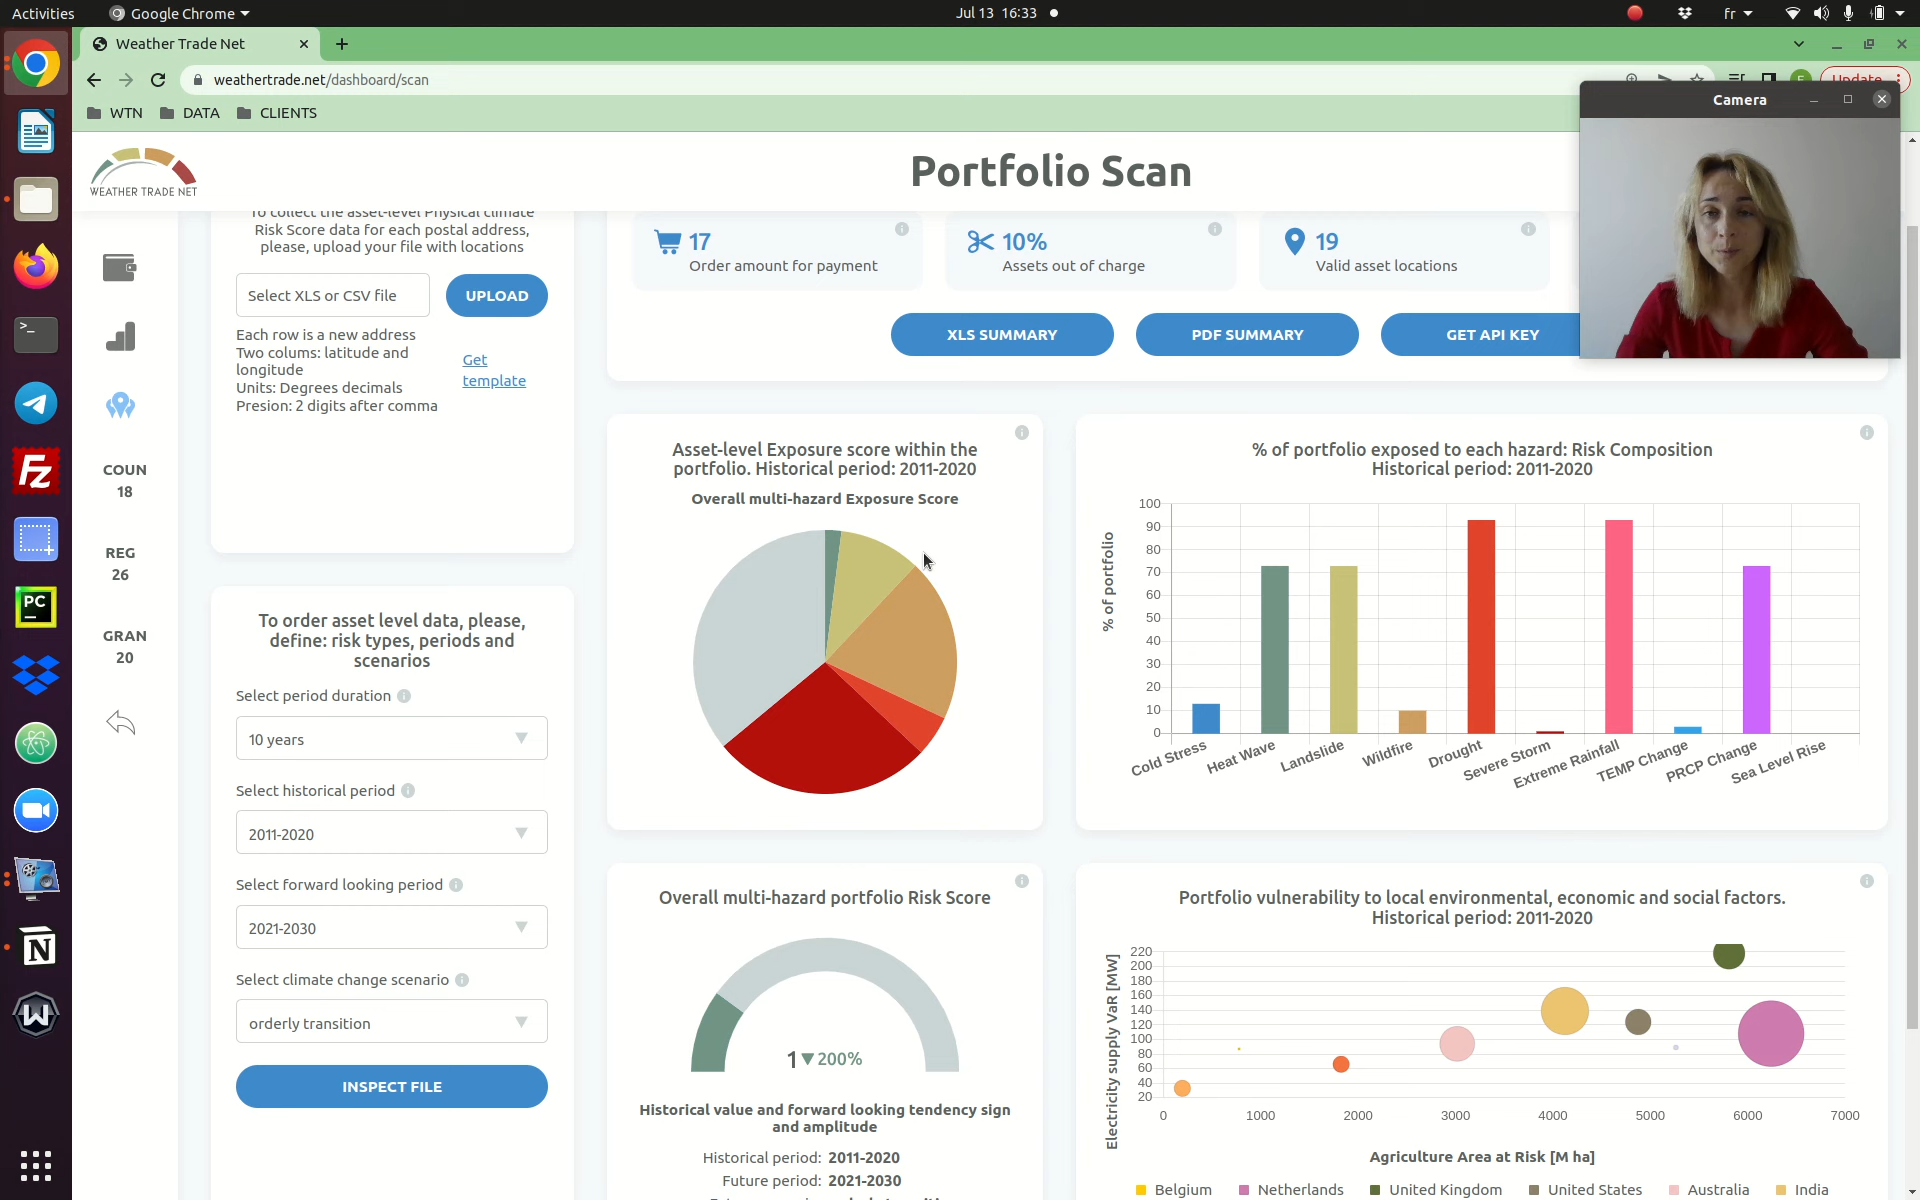 Activities
Google Chrome
Jul 13 16:33
fr
Weather Trade Net
weathertrade.net/dashboard/scan
Update
WTN
DATA
CLIENTS
Camera
WEATHER TRADE NET
Portfolio Scan
To collect the asset-level Physical climate
Risk Score data for each postal address,
please, upload your file with locations
Select XLS or CSV file
UPLOAD
Each row is a new address
Two colums: latitude and
longitude
Units: Degrees decimals
Presion: 2 digits after comma
Get
template
17
Order amount for payment
10%
Assets out of charge
19
Valid asset locations
XLS SUMMARY
PDF SUMMARY
GET API KEY
COUN
18
REG
26
GRAN
20
To order asset level data, please,
define: risk types, periods and
scenarios
Select period duration
10 years
Select historical period
2011-2020
Select forward looking period
2021-2030
Select climate change scenario
orderly transition
INSPECT FILE
Asset-level Exposure score within the
portfolio. Historical period: 2011-2020
Overall multi-hazard Exposure Score
% of portfolio exposed to each hazard: Risk Composition
Historical period: 2011-2020
% of portfolio
100
90
80
70
60
50
40
30
20
10
0
Cold Stress
Heat Wave
Landslide
Wildfire
Drought
Severe Storm
Extreme Rainfall
TEMP Change
PRCP Change
Sea Level Rise
Overall multi-hazard portfolio Risk Score
1▼200%
Historical value and forward looking tendency sign
and amplitude
Historical period: 2011-2020
Future period: 2021-2030
Portfolio vulnerability to local environmental, economic and social factors.
Historical period: 2011-2020
Electricity supply VaR [MW]
220
200
180
160
140
120
100
80
60
40
20
0
1000
2000
3000
4000
5000
6000
7000
Agriculture Area at Risk [M ha]
Belgium
Netherlands
United Kingdom
United States
Australia
India